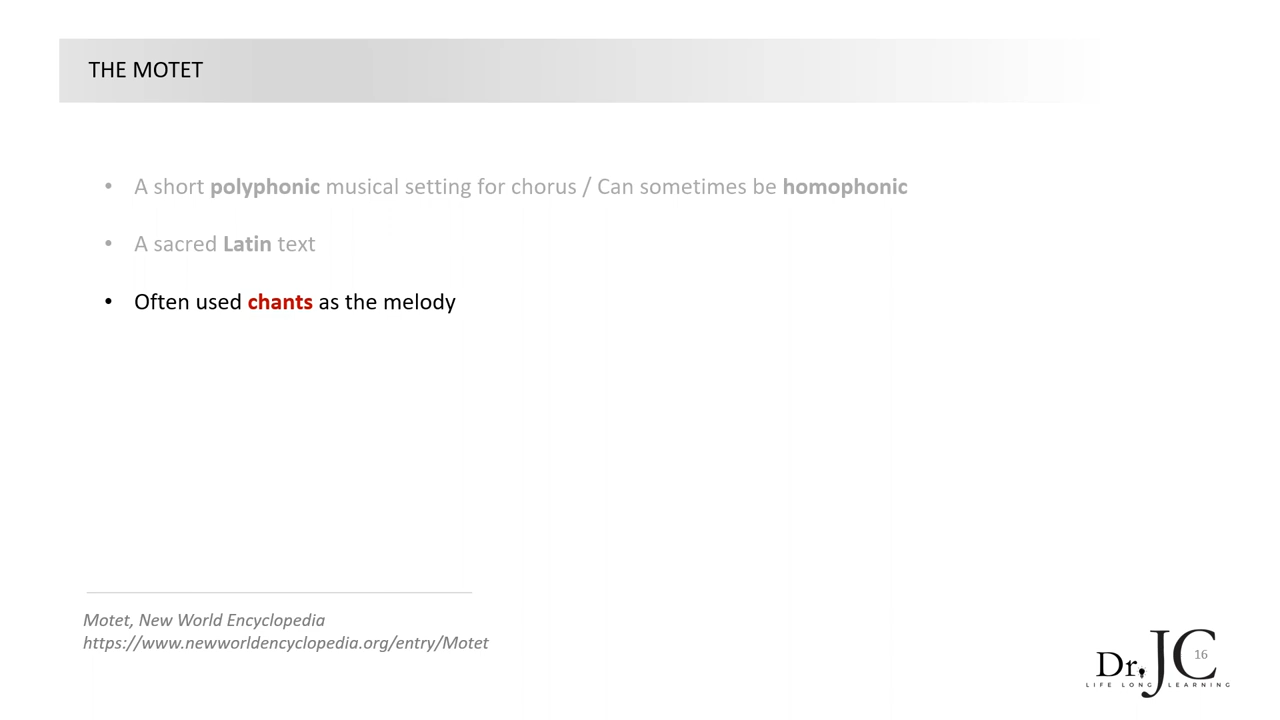 THE MOTET
• A short polyphonic musical setting for chorus / Can sometimes be homophonic
• A sacred Latin text
• Often used chants as the melody
Motet, New World Encyclopedia
https://www.newworldencyclopedia.org/entry/Motet
Dr. JC
16
LIFE LONG LEARNING